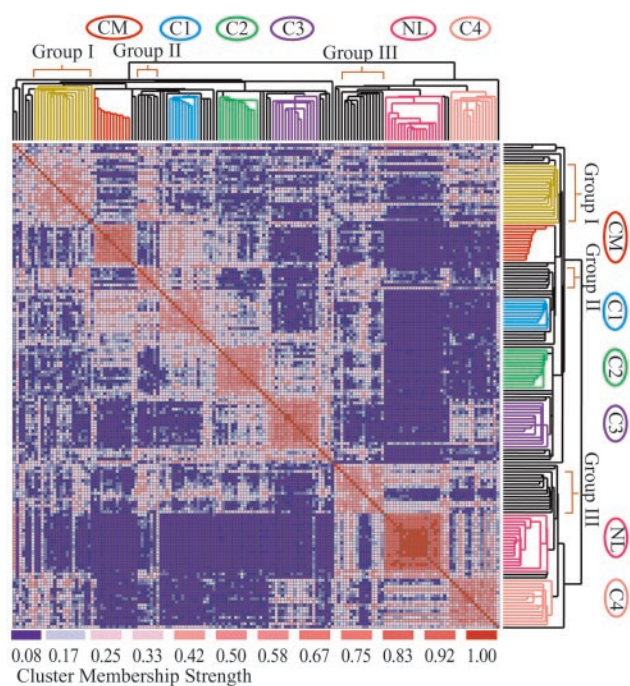 CM C1 C2 C3 NL C4
Group I Group II Group III
Group I
CM
Group II
C1
C2
C3
Group III
NL
C4
0.08 0.17 0.25 0.33 0.42 0.50 0.58 0.67 0.75 0.83 0.92 1.00
Cluster Membership Strength